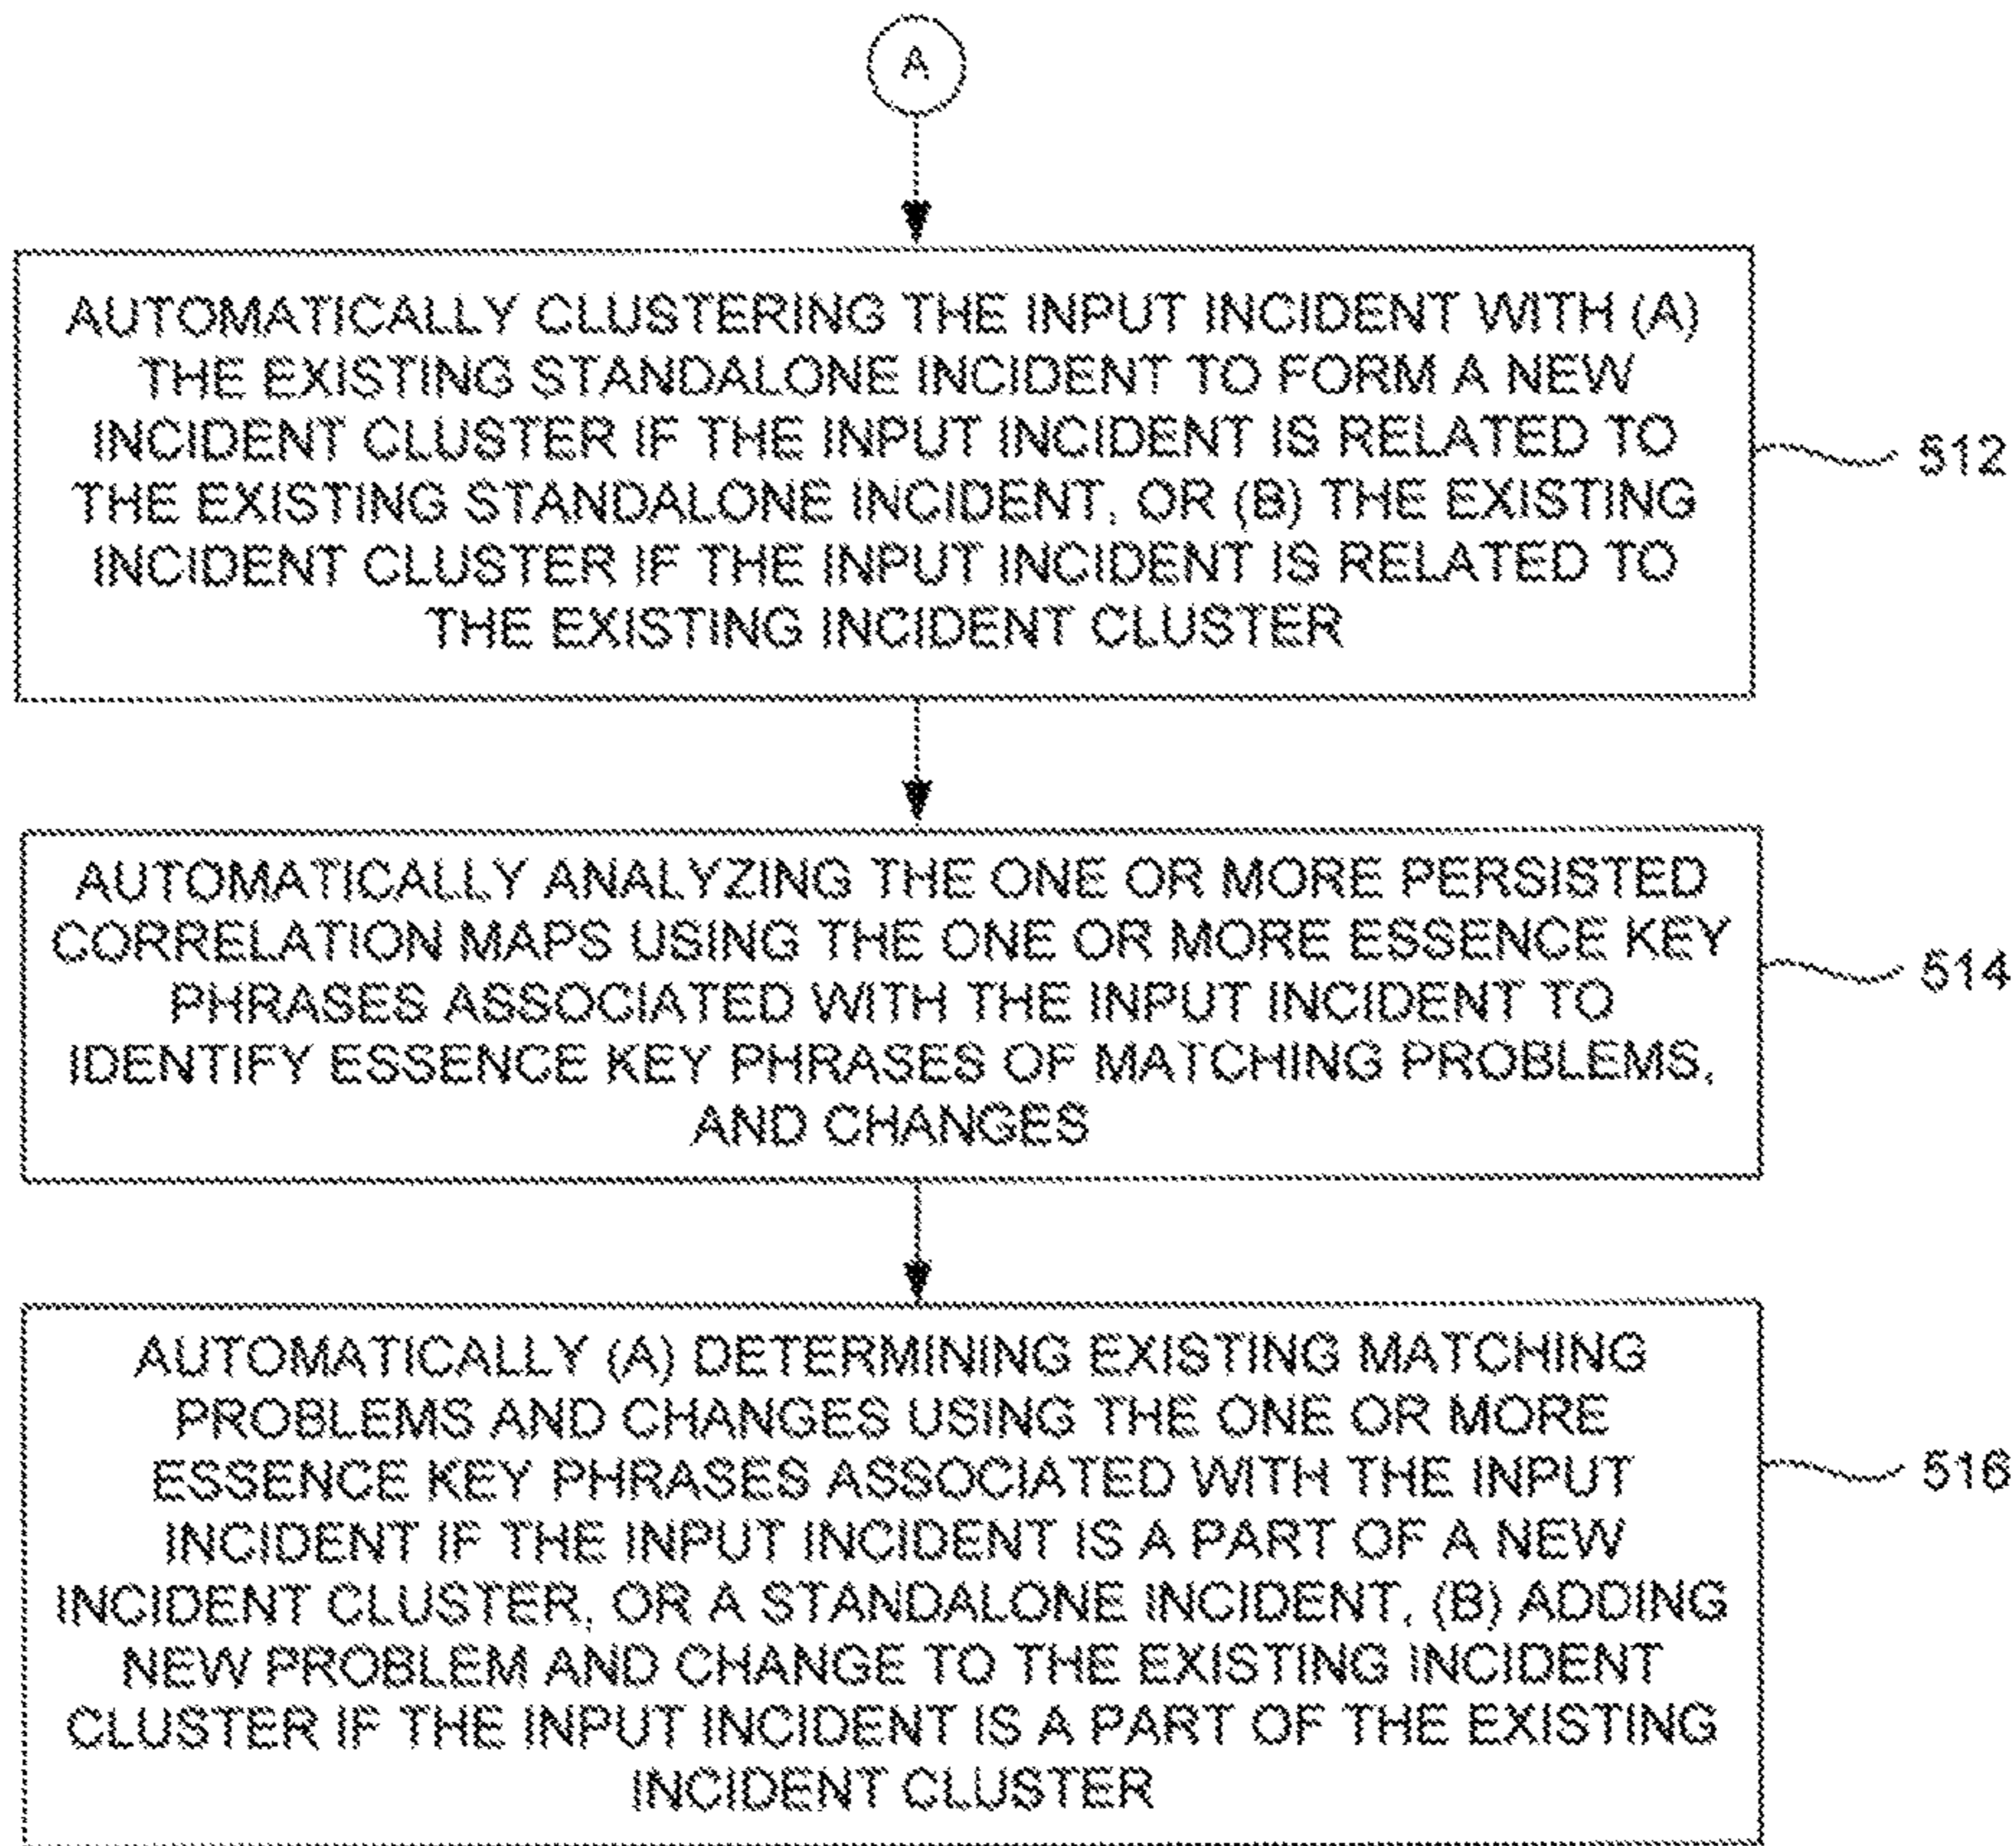 A
AUTOMATICALLY CLUSTERING THE INPUT INCIDENT WITH (A)
THE EXISTING STANDALONE INCIDENT TO FORM A NEW
INCIDENT CLUSTER IF THE INPUT INCIDENT IS RELATED TO
THE EXISTING STANDALONE INCIDENT, OR (B) THE EXISTING
INCIDENT CLUSTER IF THE INPUT INCIDENT IS RELATED TO
THE EXISTING INCIDENT CLUSTER
512
AUTOMATICALLY ANALYZING THE ONE OR MORE PERSISTED
CORRELATION MAPS USING THE ONE OR MORE ESSENCE KEY
PHRASES ASSOCIATED WITH THE INPUT INCIDENT TO
IDENTIFY ESSENCE KEY PHRASES OF MATCHING PROBLEMS,
AND CHANGES
514
AUTOMATICALLY (A) DETERMINING EXISTING MATCHING
PROBLEMS AND CHANGES USING THE ONE OR MORE
ESSENCE KEY PHRASES ASSOCIATED WITH THE INPUT
INCIDENT IF THE INPUT INCIDENT IS A PART OF A NEW
INCIDENT CLUSTER, OR A STANDALONE INCIDENT, (B) ADDING
NEW PROBLEM AND CHANGE TO THE EXISTING INCIDENT
CLUSTER IF THE INPUT INCIDENT IS A PART OF THE EXISTING
INCIDENT CLUSTER
516